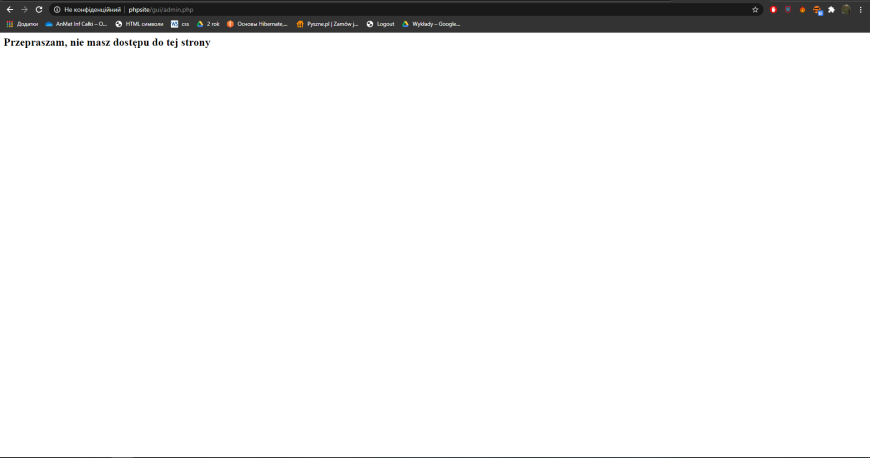 Не конфіденційний | phpsite/gui/admin.php
Додатки AnMat Inf Całki – O... HTML символи css 2 rok Основы Hibernate,... Pyszne.pl | Zamów j... Logout Wykłady – Google...
Przepraszam, nie masz dostępu do tej strony